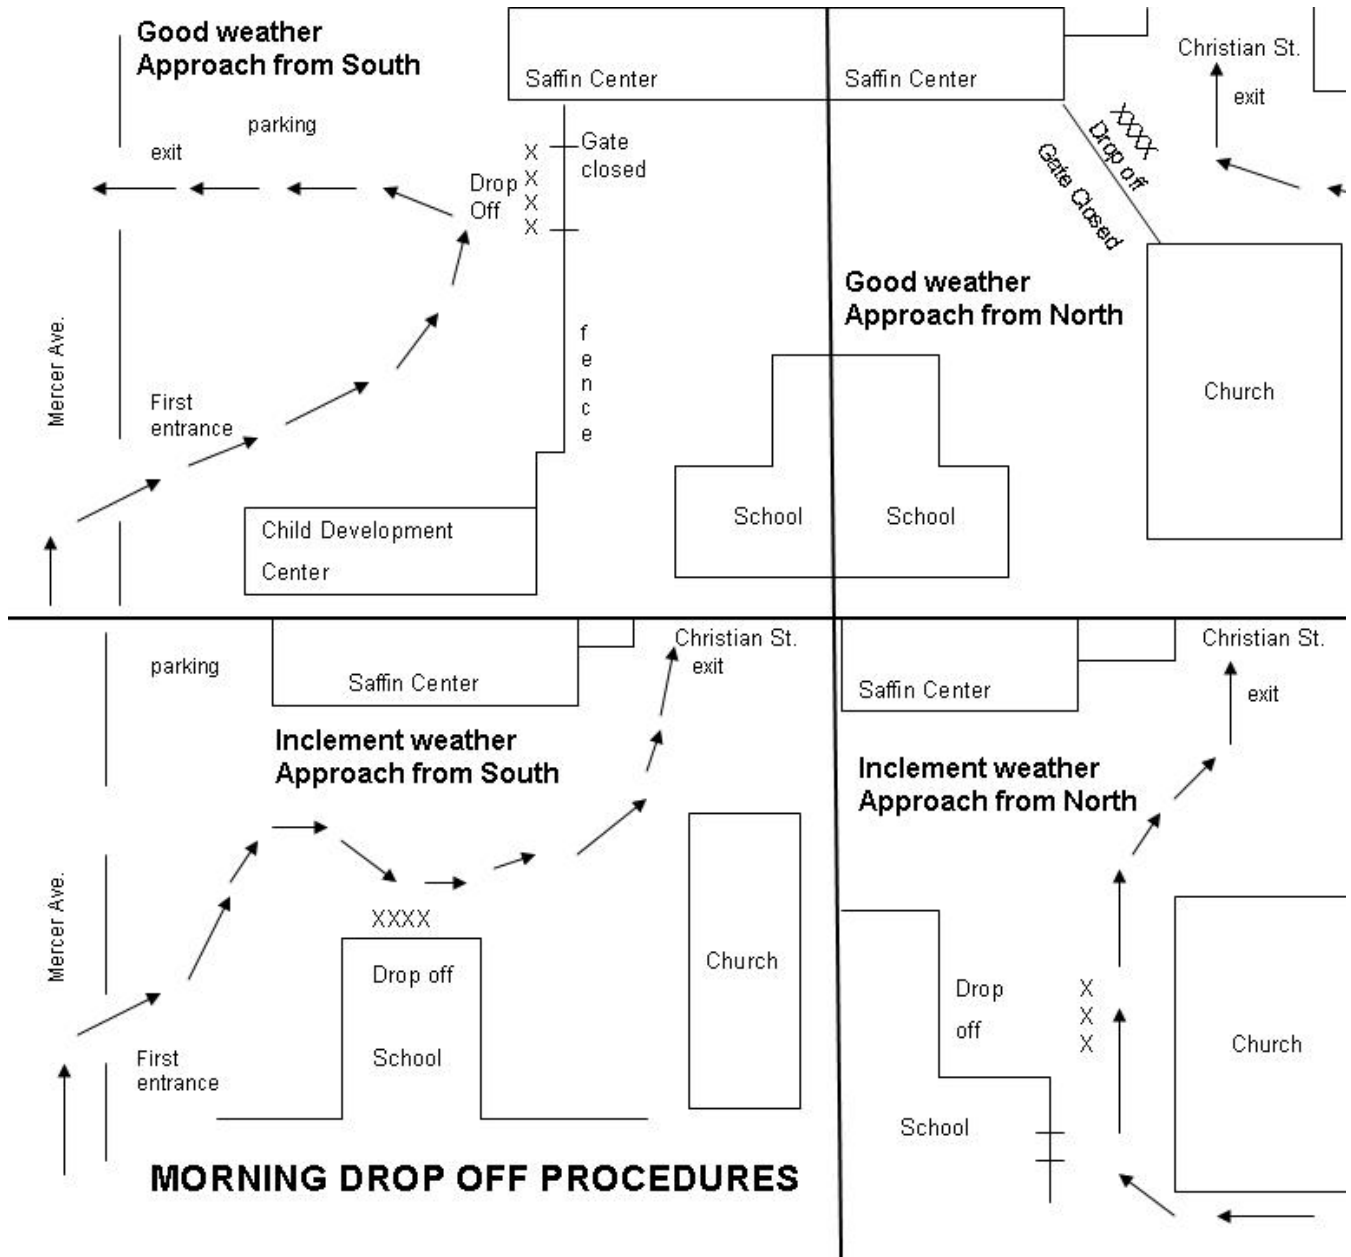 Good weather
Approach from South
parking
exit
Saffin Center
Gate
closed
X
X
X
X
Drop
Off
fence
Mercer Ave.
First
entrance
Child Development
Center
School
Saffin Center
Christian St.
exit
XXXX
Drop off
Gate Closed
Good weather
Approach from North
Church
School
parking
Saffin Center
Christian St.
exit
Inclement weather
Approach from South
Mercer Ave.
XXXX
Drop off
School
Church
First
entrance
MORNING DROP OFF PROCEDURES
Saffin Center
Christian St.
exit
Inclement weather
Approach from North
Drop
off
X
X
X
Church
School